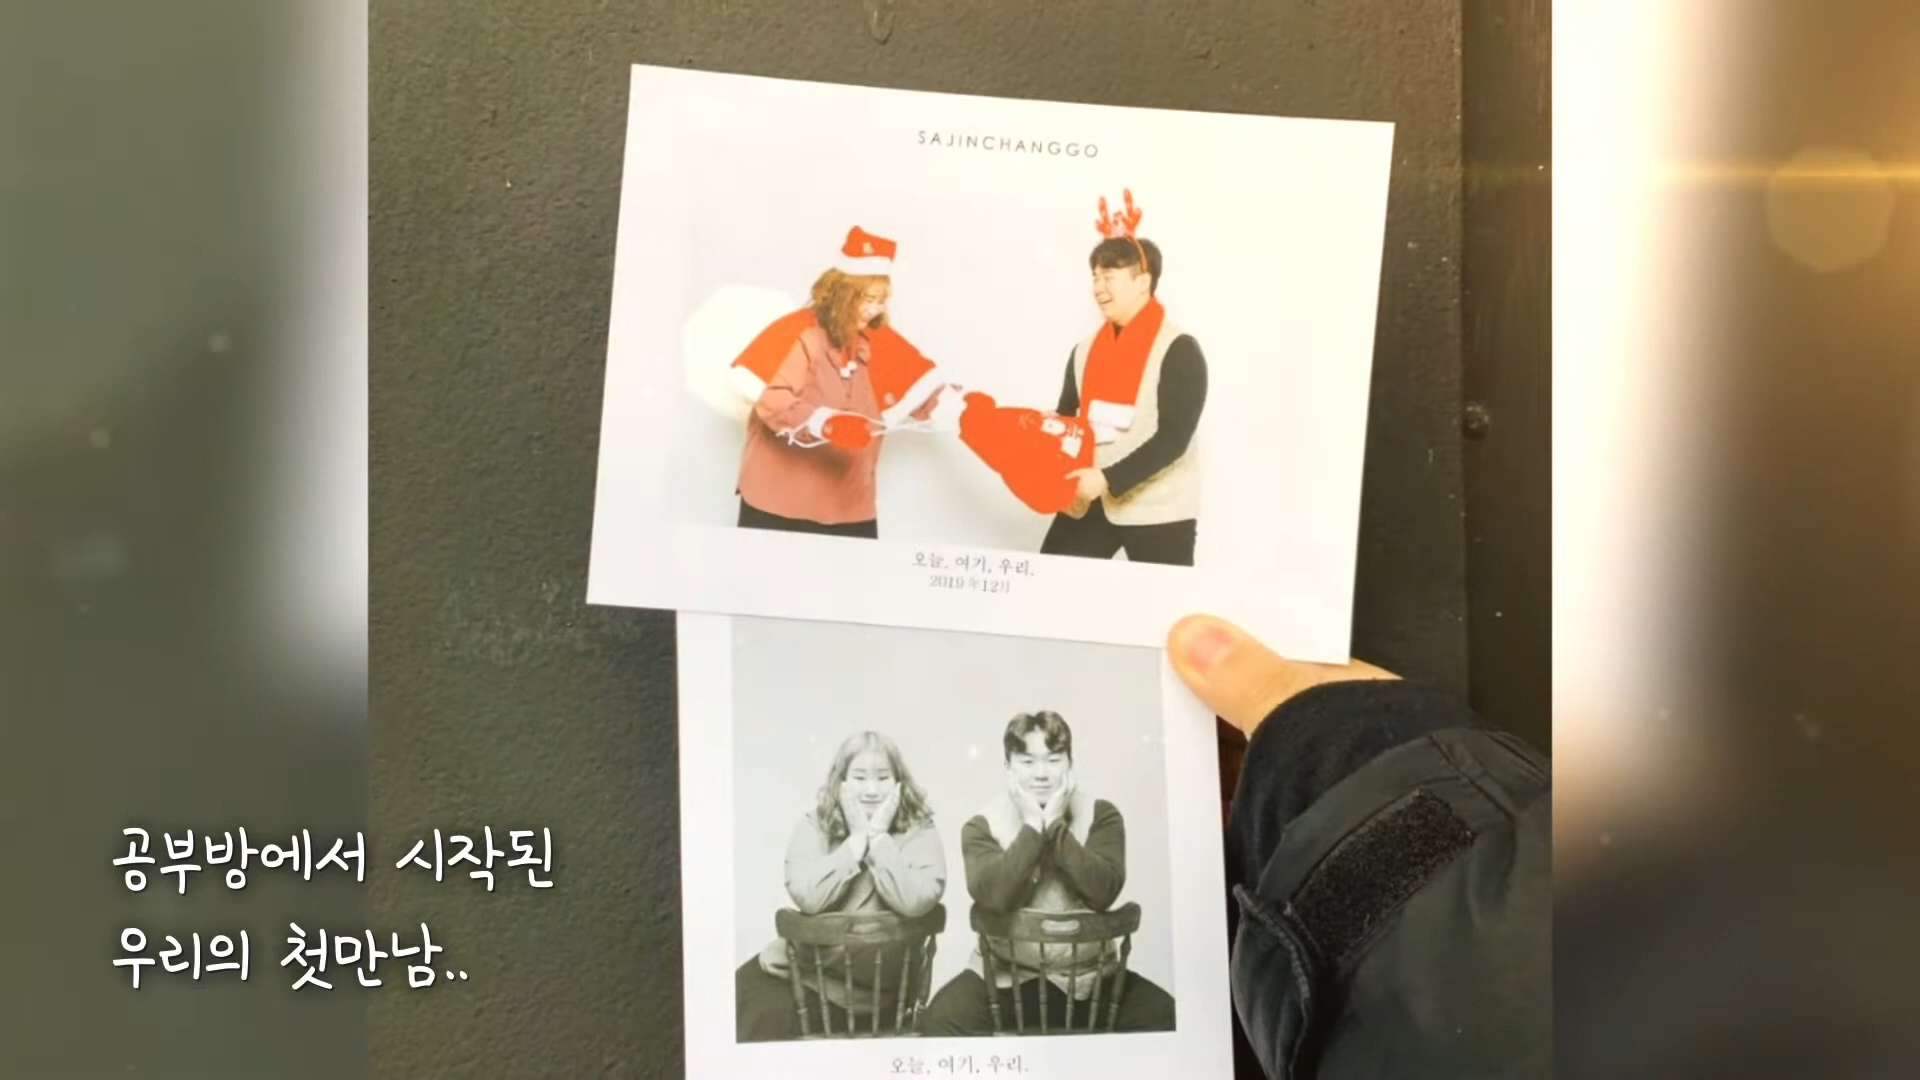 SAJINCHANGGO
오늘, 여기, 우리.
2019年12月
공부방에서 시작된
우리의 첫만남..
오늘, 여기, 우리.